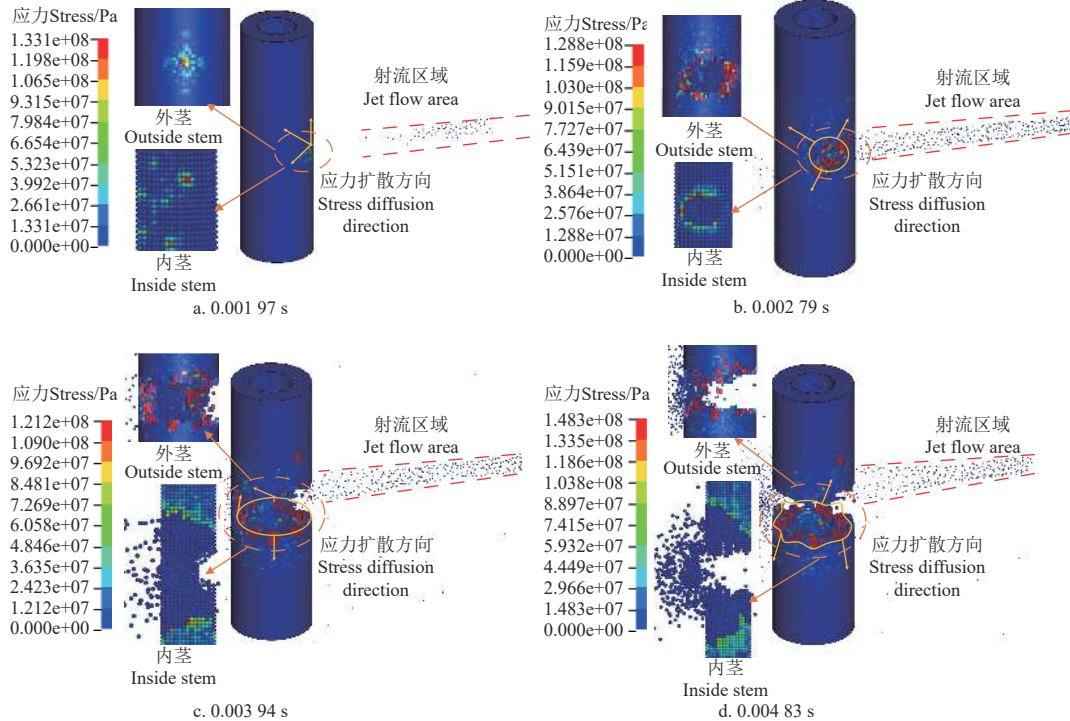 应力Stress/Pa
1.331e+08
1.198e+08
1.065e+08
9.315e+07
7.984e+07
6.654e+07
5.323e+07
3.992e+07
2.661e+07
1.331e+07
0.000e+00
外茎
Outside stem
内茎
Inside stem
射流区域
Jet flow area
应力扩散方向
Stress diffusion
direction
a. 0.001 97 s
应力Stress/Pa
1.288e+08
1.159e+08
1.030e+08
9.015e+07
7.727e+07
6.439e+07
5.151e+07
3.864e+07
2.576e+07
1.288e+07
0.000e+00
外茎
Outside stem
内茎
Inside stem
射流区域
Jet flow area
应力扩散方向
Stress diffusion
direction
b. 0.002 79 s
应力Stress/Pa
1.212e+08
1.090e+08
9.692e+07
8.481e+07
7.269e+07
6.058e+07
4.846e+07
3.635e+07
2.423e+07
1.212e+07
0.000e+00
外茎
Outside stem
内茎
Inside stem
射流区域
Jet flow area
应力扩散方向
Stress diffusion
direction
c. 0.003 94 s
应力Stress/Pa
1.483e+08
1.335e+08
1.186e+08
1.038e+08
8.897e+07
7.415e+07
5.932e+07
4.449e+07
2.966e+07
1.483e+07
0.000e+00
外茎
Outside stem
内茎
Inside stem
射流区域
Jet flow area
应力扩散方向
Stress diffusion
direction
d. 0.004 83 s